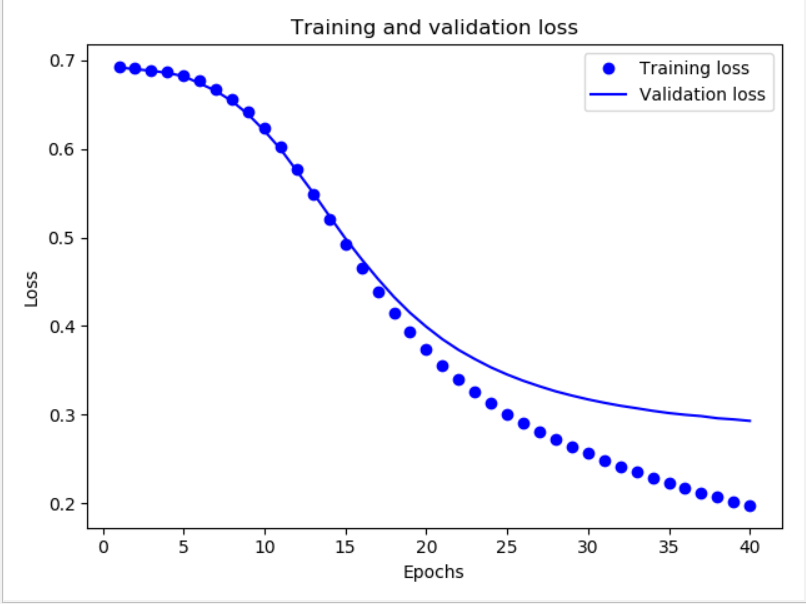 Training and validation loss
Training loss
Validation loss
0.7
0.6
0.5
0.4
0.3
0.2
Loss
0 5 10 15 20 25 30 35 40
Epochs